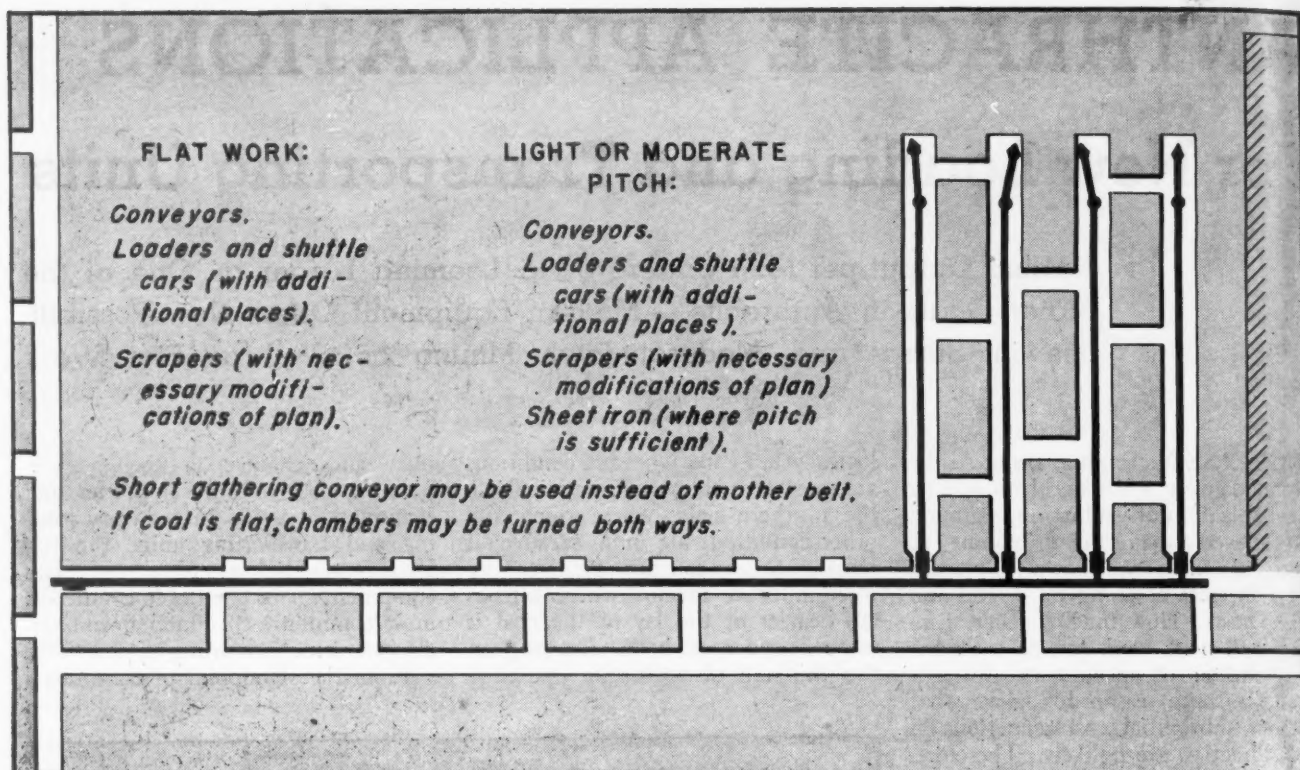 FLAT WORK:
Conveyors.
Loaders and shuttle
cars (with addi-
tional places).
Scrapers (with nec-
essary modifi-
cations of plan).
LIGHT OR MODERATE
PITCH:
Conveyors.
Loaders and shuttle
cars (with addi-
tional places).
Scrapers (with necessary
modifications of plan)
Sheet iron (where pitch
is sufficient).
Short gathering conveyor may be used instead of mother belt.
If coal is flat, chambers may be turned both ways.